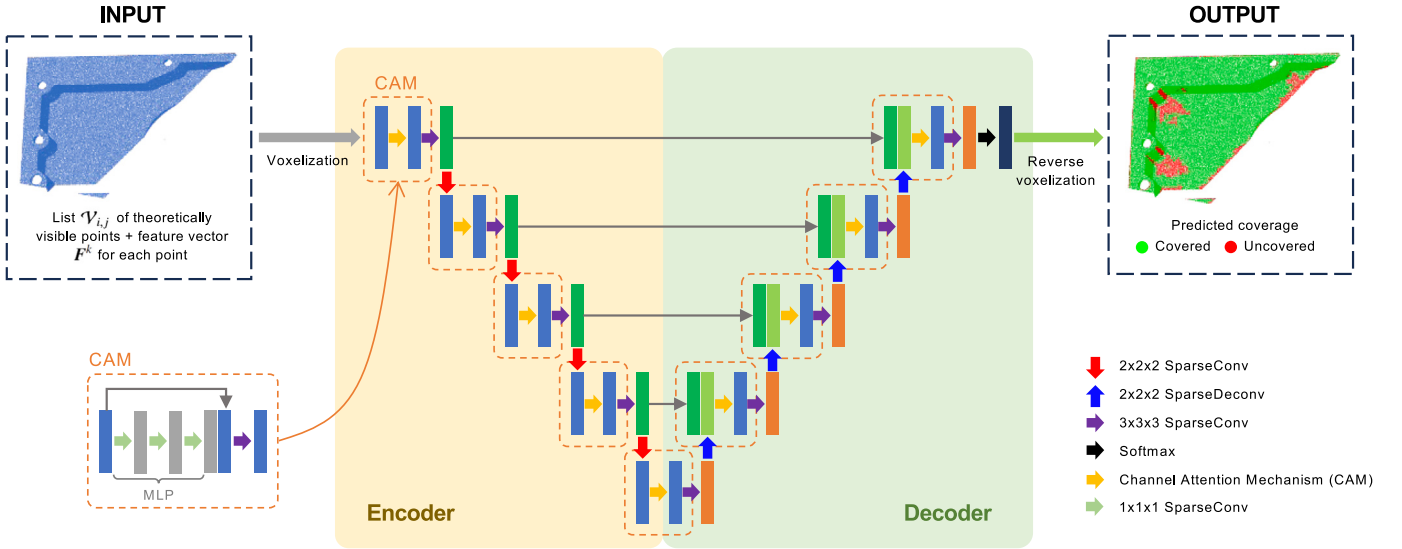 INPUT
OUTPUT
CAM
Voxelization
Reverse
voxelization
List 𝒱i,j of theoretically
visible points + feature vector
Fᵏ for each point
Predicted coverage
Covered
Uncovered
CAM
MLP
Encoder
Decoder
2x2x2 SparseConv
2x2x2 SparseDeconv
3x3x3 SparseConv
Softmax
Channel Attention Mechanism (CAM)
1x1x1 SparseConv